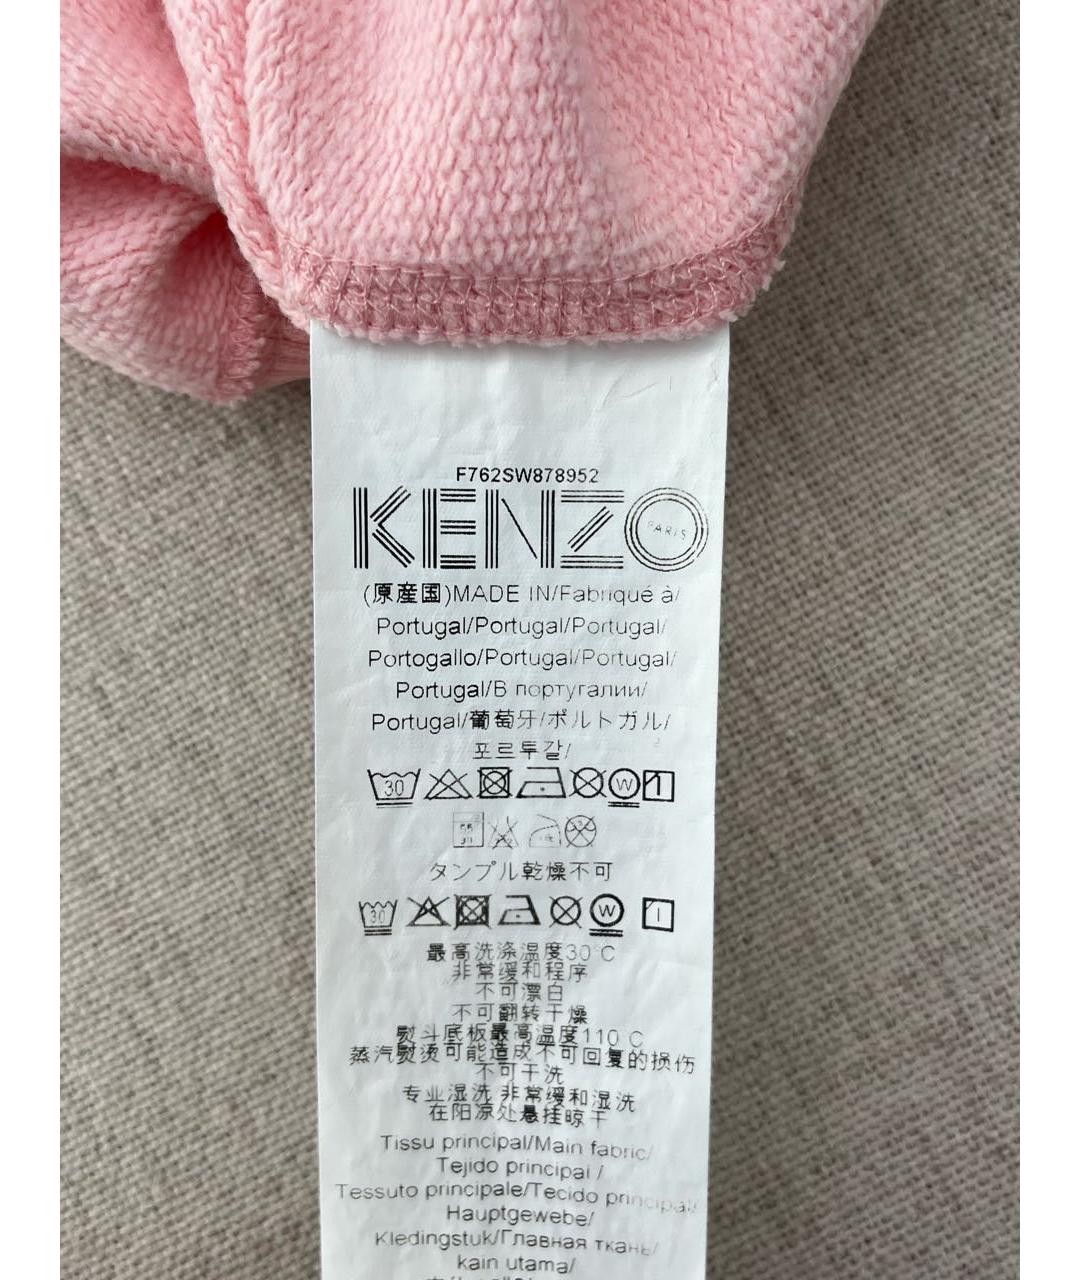 F762SW878952
KENZO
PARIS
(原産国)MADE IN/Fabriqué à/
Portugal/Portugal/Portugal/
Portogallo/Portugal/Portugal/
Portugal/В португалии/
Portugal/葡萄牙/ポルトガル/
포르투갈/
30 W
タンブル乾燥不可
30 W
最高洗涤温度30°C
非常缓和程序
不可漂白
不可翻转干燥
熨斗底板最高温度110°C
蒸汽熨烫可能造成不可回复的损伤
不可干洗
专业湿洗 非常缓和湿洗
在阳凉处悬挂晾干
Tissu principal/Main fabric/
Tejido principal /
Tessuto principale/Tecido principal/
Hauptgewebe/
Kledingstuk/Главная ткань/
kain utama/